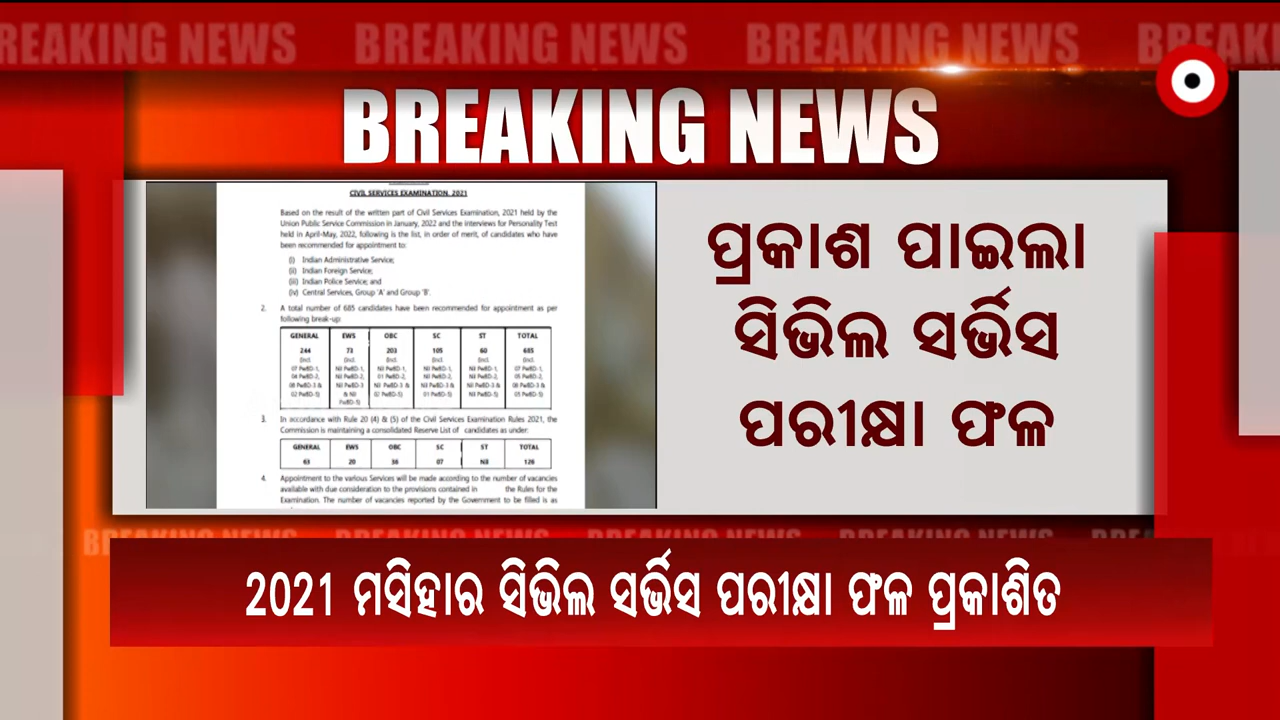 BREAKING NEWS BREAKING NEWS
BREAKING NEWS
CIVIL SERVICES EXAMINATION, 2021
Based on the result of the written part of Civil Services Examination, 2021 held by the
Union Public Service Commission in January, 2022 and the interviews for Personality Test
held in April-May, 2022, following is the list, in order of merit, of candidates who have
been recommended for appointment to:
(i) Indian Administrative Service;
(ii) Indian Foreign Service;
(iii) Indian Police Service; and
(iv) Central Services, Group 'A' and Group 'B'.
2. A total number of 685 candidates have been recommended for appointment as per
following break-up:
GENERAL EWS OBC SC ST TOTAL
244 73 203 105 60 685
3. In accordance with Rule 20 (4) & (5) of the Civil Services Examination Rules 2021, the
Commission is maintaining a consolidated Reserve List of candidates as under:
GENERAL EWS OBC SC ST TOTAL
63 20 36 07 Nil 126
4. Appointment to the various Services will be made according to the number of vacancies
available with due consideration to the provisions contained in the Rules for the
Examination. The number of vacancies reported by the Government to be filled is as
ପ୍ରକାଶ ପାଇଲା
ସିଭିଲ ସର୍ଭିସ
ପରୀକ୍ଷା ଫଳ
2021 ମସିହାର ସିଭିଲ ସର୍ଭିସ ପରୀକ୍ଷା ଫଳ ପ୍ରକାଶିତ